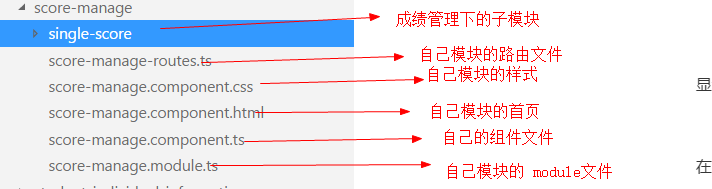 score-manage
single-score 成绩管理下的子模块
score-manage-routes.ts 自己模块的路由文件
score-manage.component.css 自己模块的样式 显
score-manage.component.html 自己模块的首页
score-manage.component.ts 自己的组件文件
score-manage.module.ts 自己模块的 module文件 在